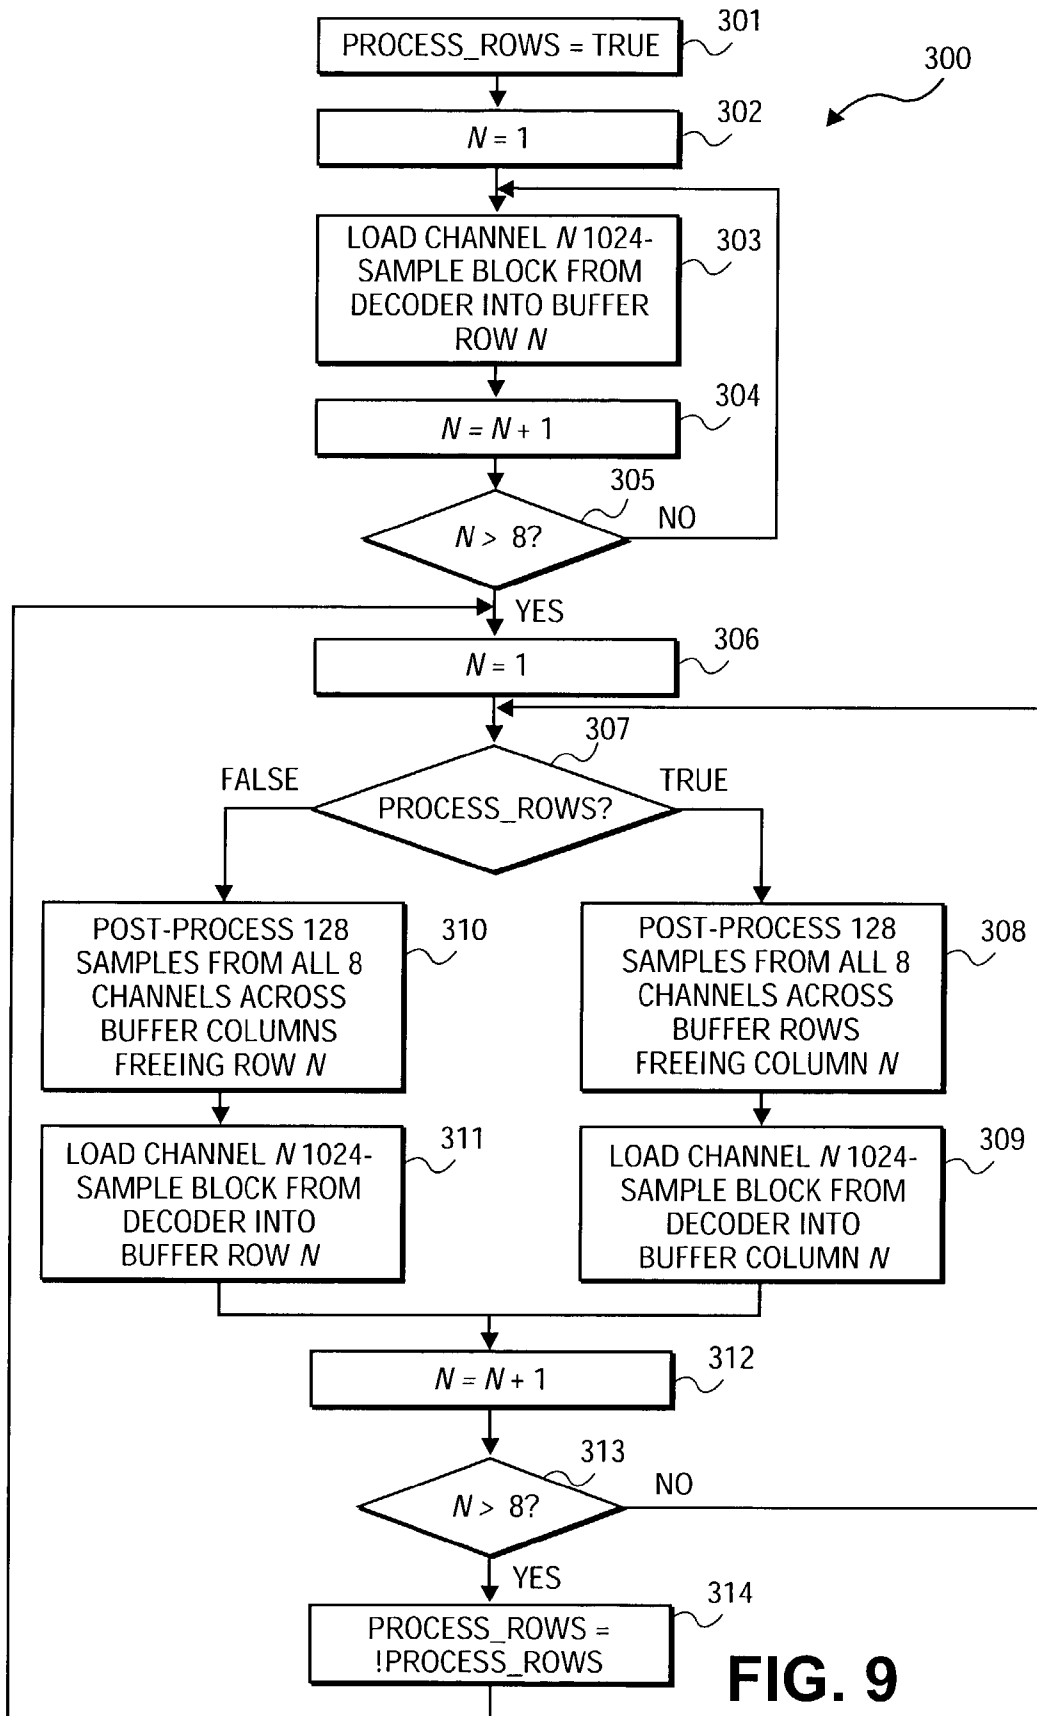 PROCESS_ROWS = TRUE
301
300
N = 1
302
LOAD CHANNEL N 1024-
SAMPLE BLOCK FROM
DECODER INTO BUFFER
ROW N
303
N = N + 1
304
N > 8?
305
NO
YES
N = 1
306
307
FALSE
PROCESS_ROWS?
TRUE
POST-PROCESS 128
SAMPLES FROM ALL 8
CHANNELS ACROSS
BUFFER COLUMNS
FREEING ROW N
310
POST-PROCESS 128
SAMPLES FROM ALL 8
CHANNELS ACROSS
BUFFER ROWS
FREEING COLUMN N
308
LOAD CHANNEL N 1024-
SAMPLE BLOCK FROM
DECODER INTO
BUFFER ROW N
311
LOAD CHANNEL N 1024-
SAMPLE BLOCK FROM
DECODER INTO
BUFFER COLUMN N
309
N = N + 1
312
N > 8?
313
NO
YES
PROCESS_ROWS =
!PROCESS_ROWS
314
FIG. 9